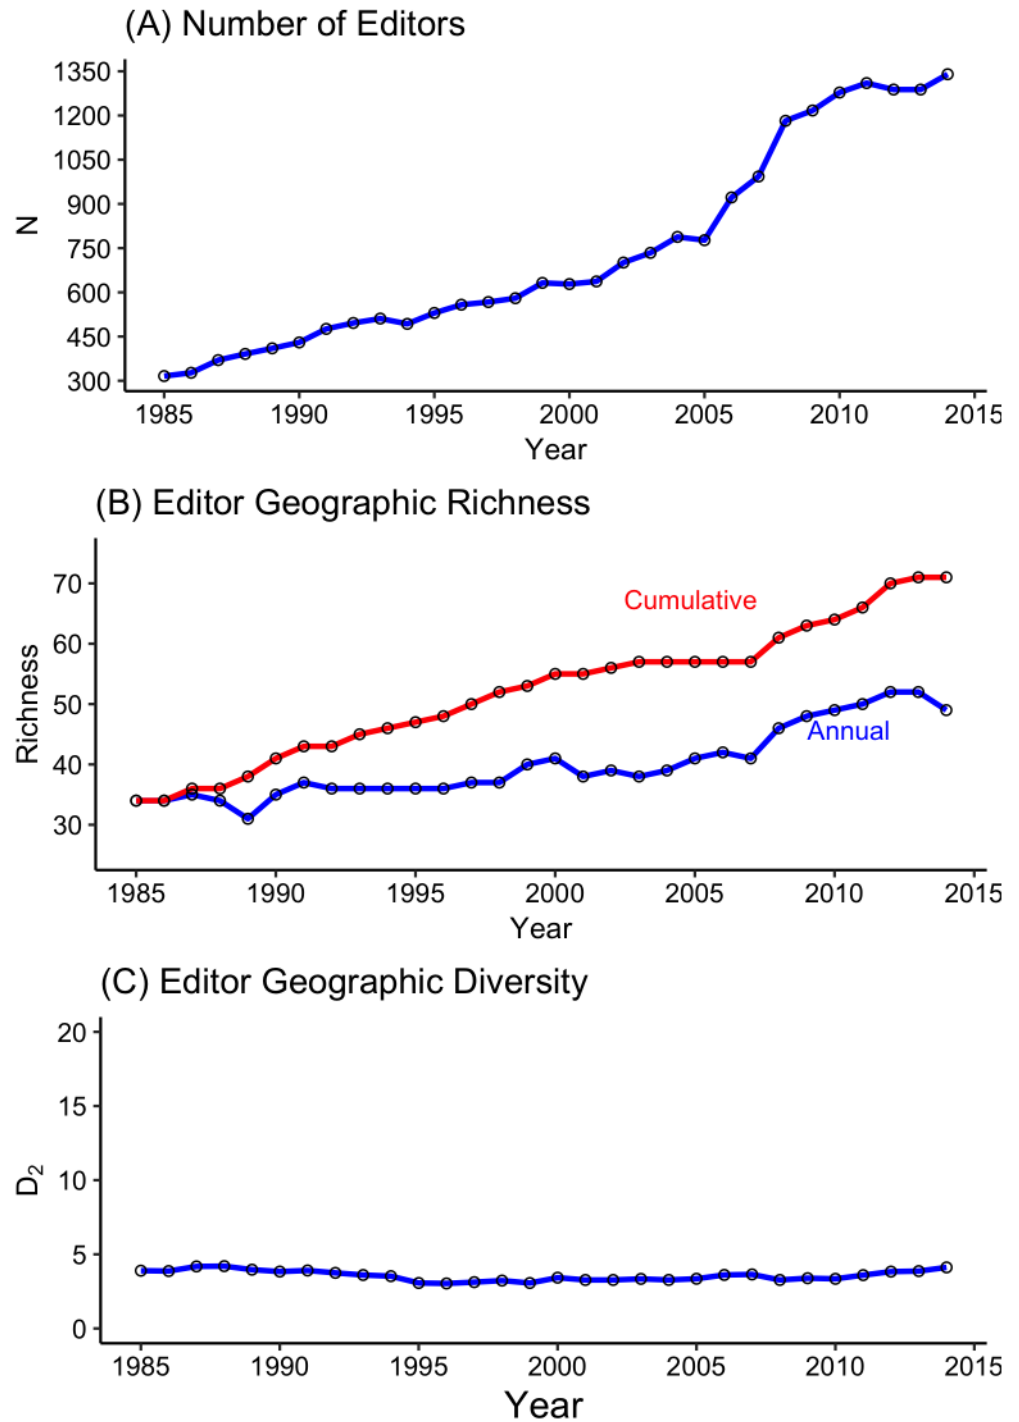 (A) Number of Editors
1350
1200
1050
900
750
600
450
300
N
1985 1990 1995 2000 2005 2010 2015
Year
(B) Editor Geographic Richness
70
60
50
40
30
Richness
Cumulative
Annual
1985 1990 1995 2000 2005 2010 2015
Year
(C) Editor Geographic Diversity
20
15
10
5
0
D₂
1985 1990 1995 2000 2005 2010 2015
Year